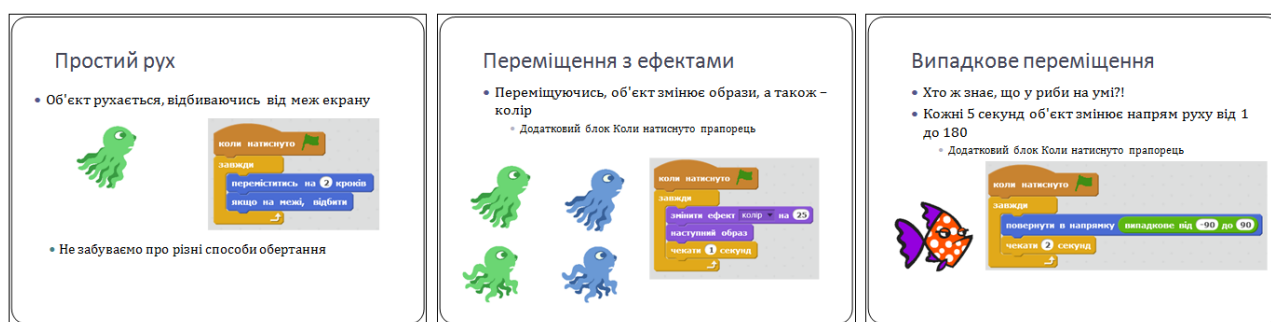 Простий рух
Об'єкт рухається, відбиваючись від меж екрану
коли натиснуто
завжди
переміститись на 2 кроків
якщо на межі, відбити
Не забуваємо про різні способи обертання
Переміщення з ефектами
Переміщуючись, об'єкт змінює образи, а також –
колір
Додатковий блок Коли натиснуто прапорець
коли натиснуто
завжди
змінити ефект колір на 25
наступний образ
чекати 1 секунд
Випадкове переміщення
Хто ж знає, що у риби на умі?!
Кожні 5 секунд об'єкт змінює напрям руху від 1
до 180
Додатковий блок Коли натиснуто прапорець
коли натиснуто
завжди
повернути в напрямку випадкове від -90 до 90
чекати 2 секунд